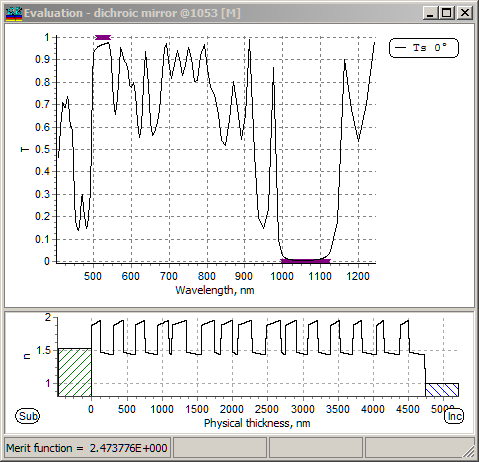 Evaluation - dichroic mirror @1053 [M]
1
0.9
0.8
0.7
0.6
0.5
0.4
0.3
0.2
0.1
0
T
Ts 0°
500 600 700 800 900 1000 1100 1200
Wavelength, nm
2
1.5
1
n
0 500 1000 1500 2000 2500 3000 3500 4000 4500 5000
Sub
Physical thickness, nm
Inc
Merit function = 2.473776E+000